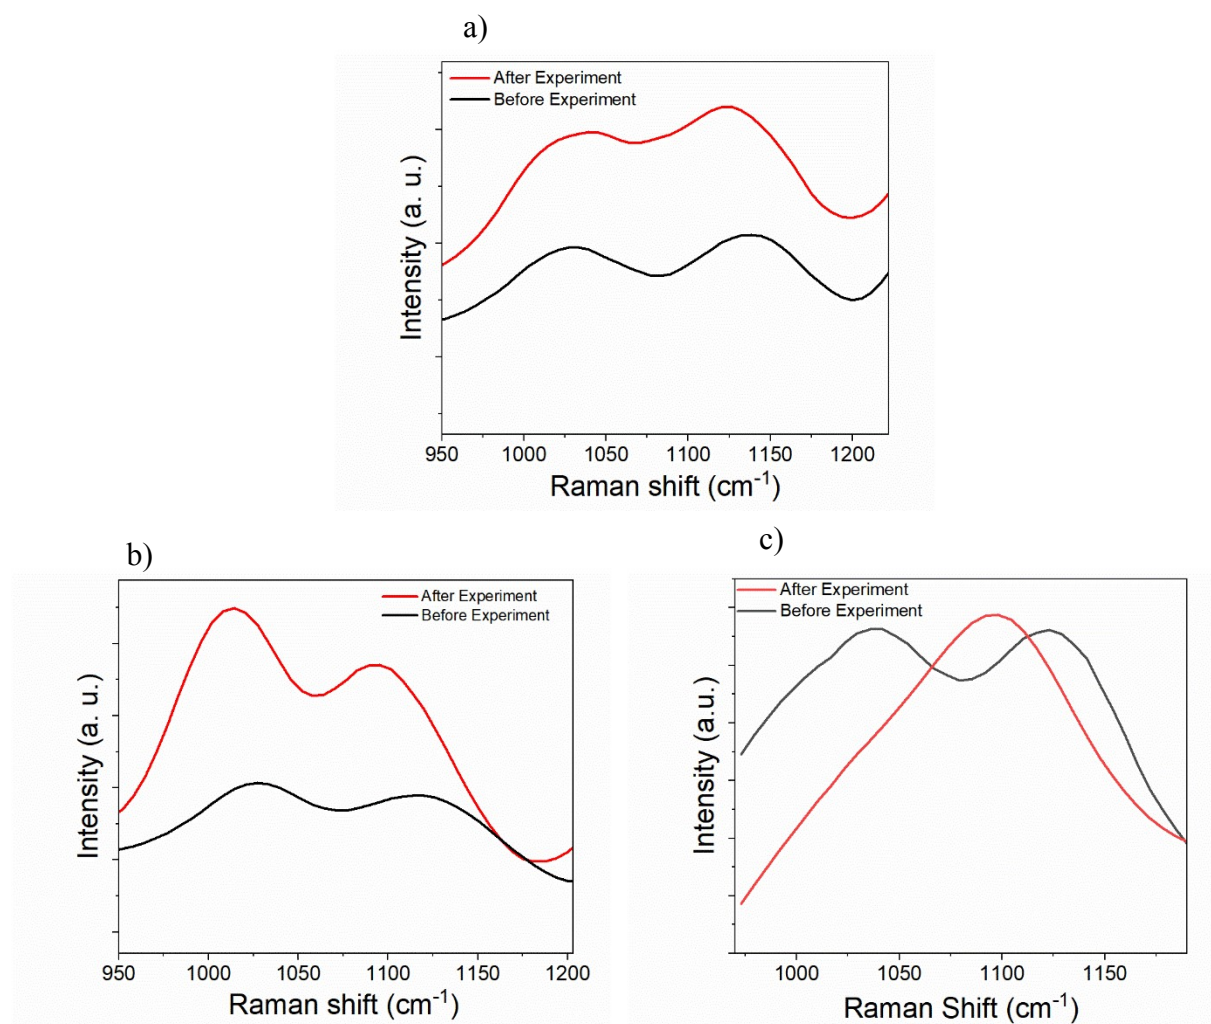 a)
After Experiment
Before Experiment
Intensity (a. u.)
950 1000 1050 1100 1150 1200
Raman shift (cm-1)
b)
After Experiment
Before Experiment
Intensity (a. u.)
950 1000 1050 1100 1150 1200
Raman shift (cm-1)
c)
After Experiment
Before Experiment
Intensity (a.u.)
1000 1050 1100 1150
Raman Shift (cm-1)